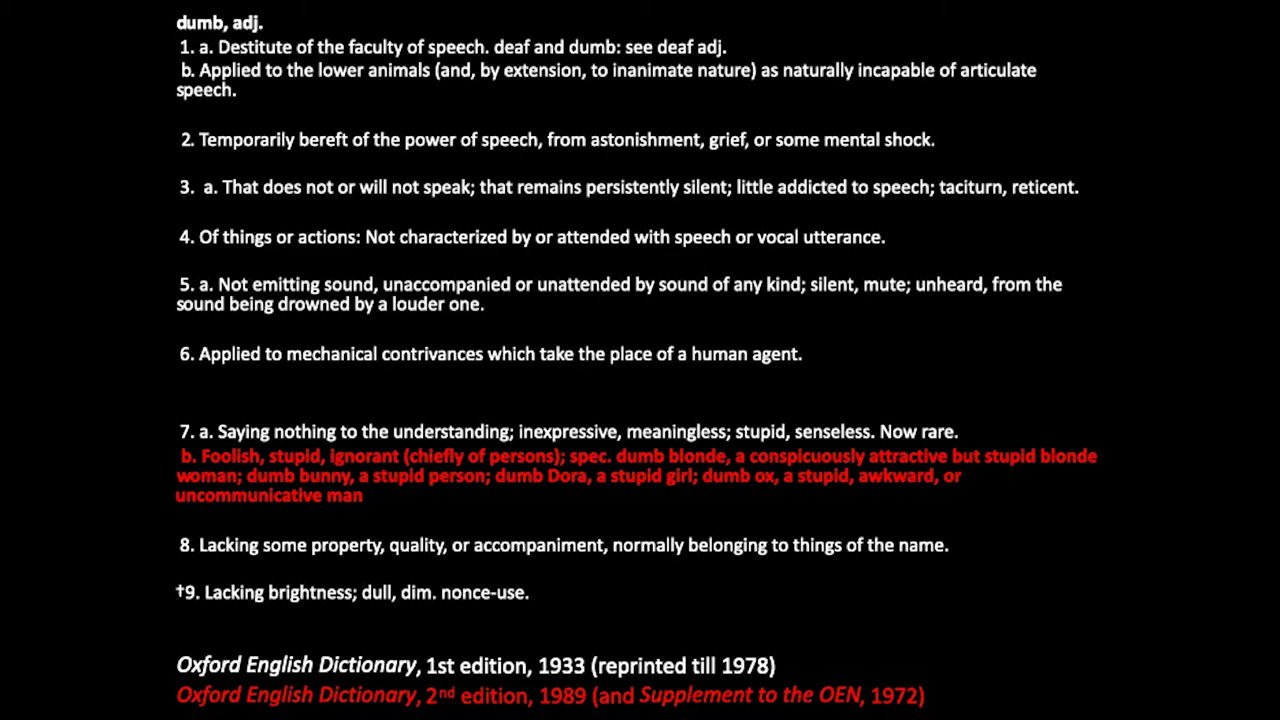 dumb, adj.
1. a. Destitute of the faculty of speech. deaf and dumb: see deaf adj.
b. Applied to the lower animals (and, by extension, to inanimate nature) as naturally incapable of articulate
speech.
2. Temporarily bereft of the power of speech, from astonishment, grief, or some mental shock.
3. a. That does not or will not speak; that remains persistently silent; little addicted to speech; taciturn, reticent.
4. Of things or actions: Not characterized by or attended with speech or vocal utterance.
5. a. Not emitting sound, unaccompanied or unattended by sound of any kind; silent, mute; unheard, from the
sound being drowned by a louder one.
6. Applied to mechanical contrivances which take the place of a human agent.
7. a. Saying nothing to the understanding; inexpressive, meaningless; stupid, senseless. Now rare.
b. Foolish, stupid, ignorant (chiefly of persons); spec. dumb blonde, a conspicuously attractive but stupid blonde
woman; dumb bunny, a stupid person; dumb Dora, a stupid girl; dumb ox, a stupid, awkward, or
uncommunicative man
8. Lacking some property, quality, or accompaniment, normally belonging to things of the name.
†9. Lacking brightness; dull, dim. nonce-use.
Oxford English Dictionary, 1st edition, 1933 (reprinted till 1978)
Oxford English Dictionary, 2nd edition, 1989 (and Supplement to the OEN, 1972)